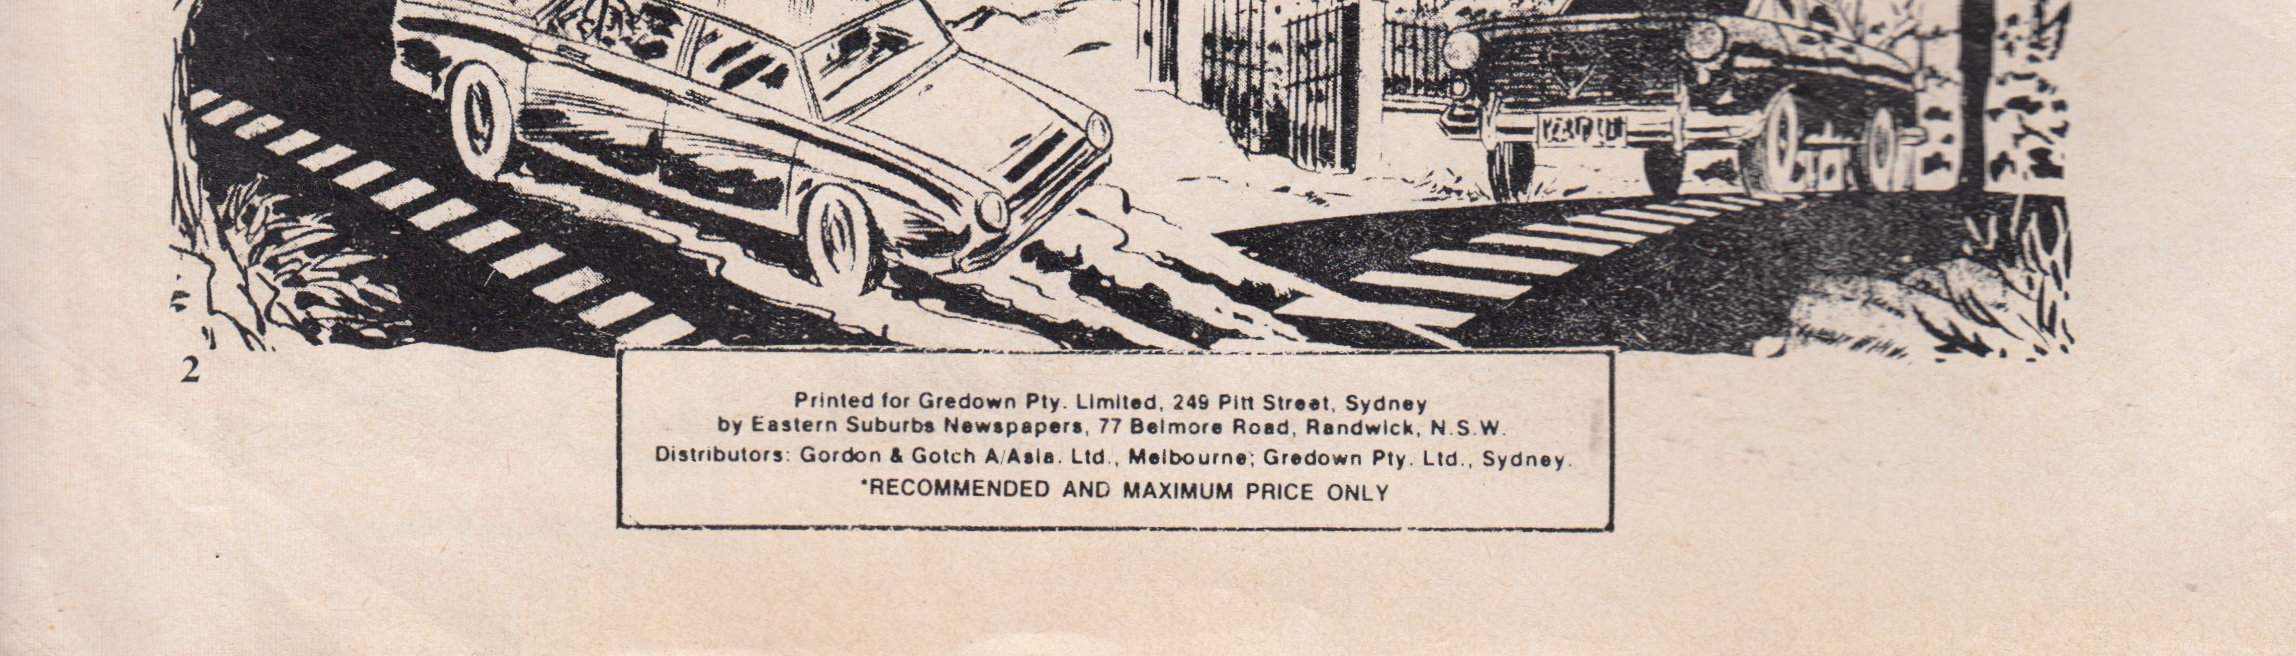 2
Printed for Gredown Pty. Limited, 249 Pitt Street, Sydney
by Eastern Suburbs Newspapers, 77 Belmore Road, Randwick, N.S.W.
Distributors: Gordon & Gotch A/Asia. Ltd., Melbourne; Gredown Pty. Ltd., Sydney.
*RECOMMENDED AND MAXIMUM PRICE ONLY